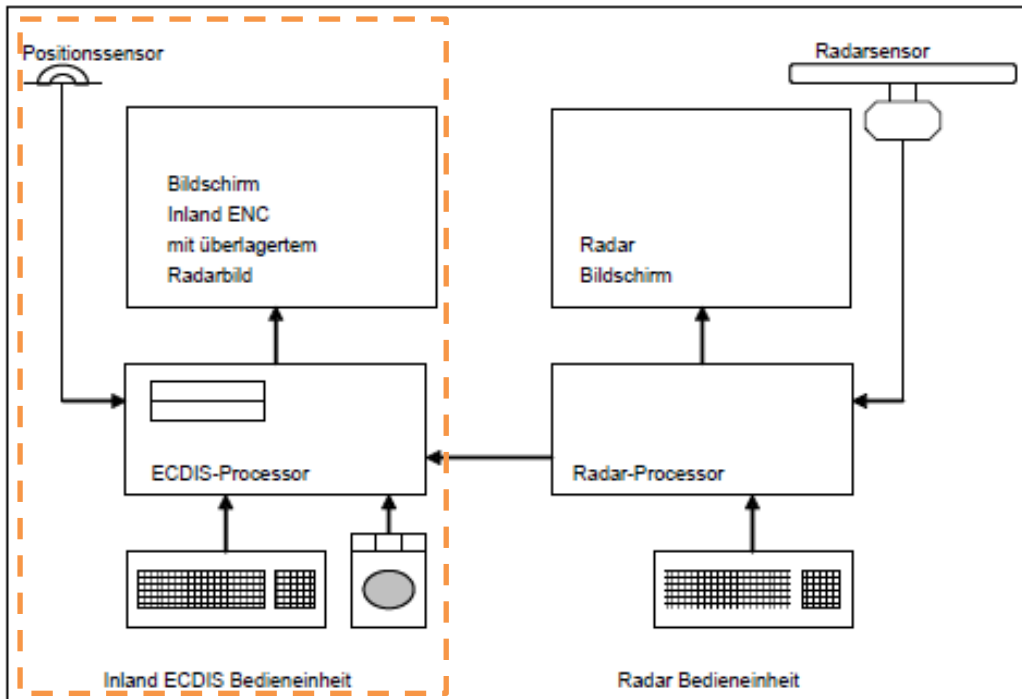 Positionssensor
Radarsensor
Bildschirm
Inland ENC
mit überlagertem
Radarbild
Radar
Bildschirm
ECDIS-Processor
Radar-Processor
Inland ECDIS Bedieneinheit
Radar Bedieneinheit